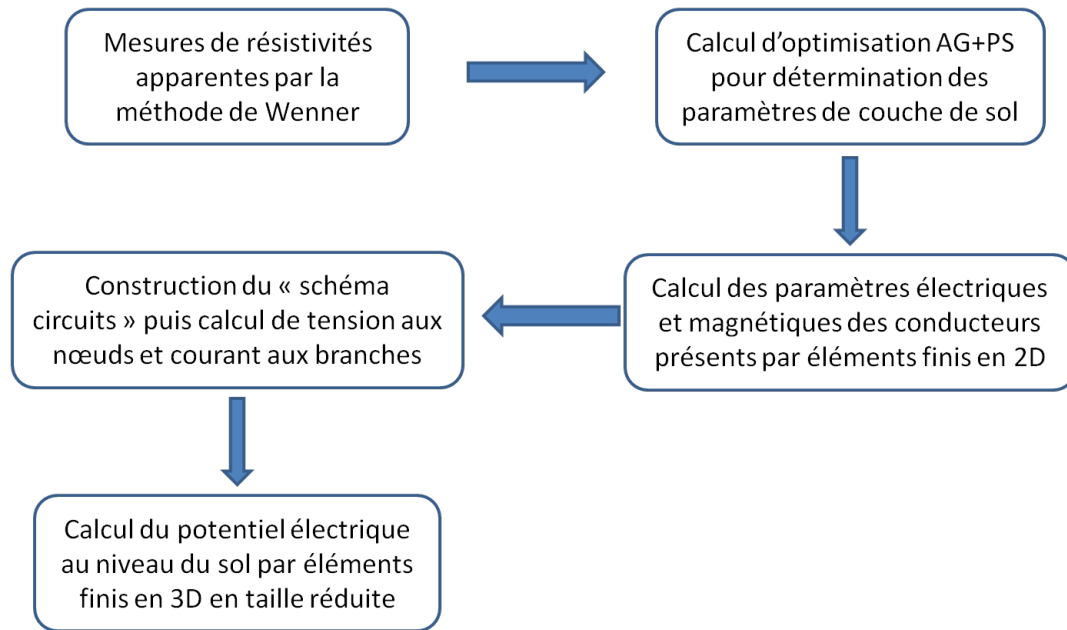 Mesures de résistivités
apparentes par la
méthode de Wenner
Calcul d'optimisation AG+PS
pour détermination des
paramètres de couche de sol
Calcul des paramètres électriques
et magnétiques des conducteurs
présents par éléments finis en 2D
Construction du « schéma
circuits » puis calcul de tension aux
nœuds et courant aux branches
Calcul du potentiel électrique
au niveau du sol par éléments
finis en 3D en taille réduite